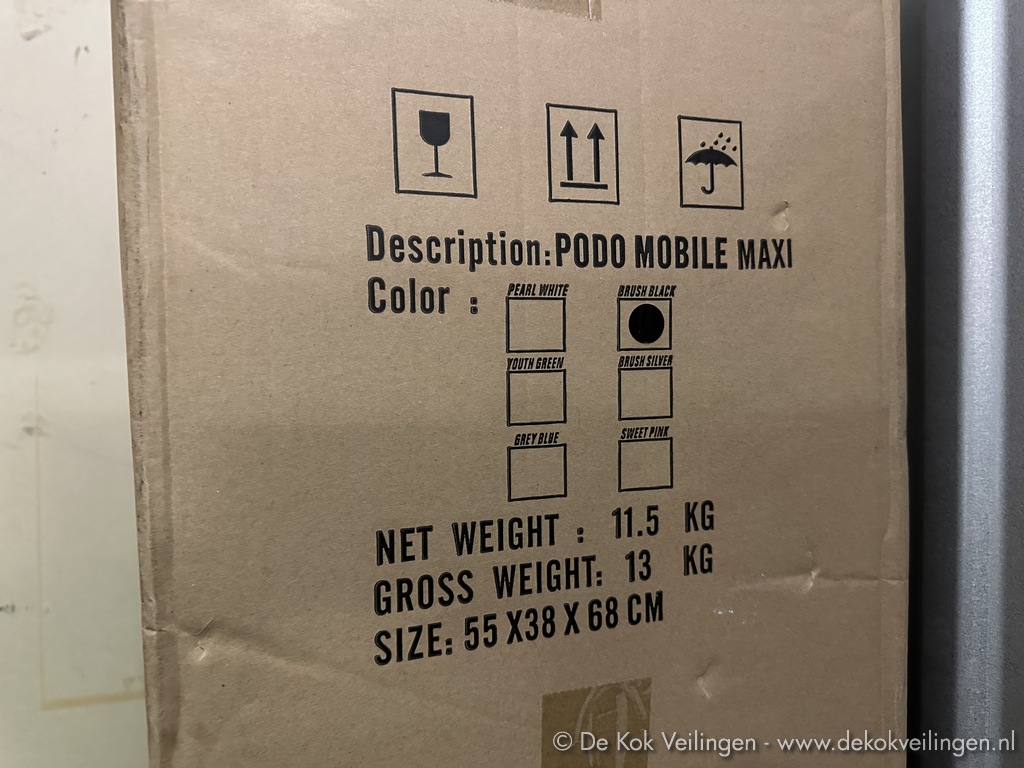 Description:PODO MOBILE MAXI
Color :
PEARL WHITE
BRUSH BLACK
YOUTH GREEN
BRUSH SILVER
GREY BLUE
SWEET PINK
NET WEIGHT : 11.5 KG
GROSS WEIGHT: 13 KG
SIZE: 55 X38 X 68 CM
© De Kok Veilingen - www.dekokveilingen.nl